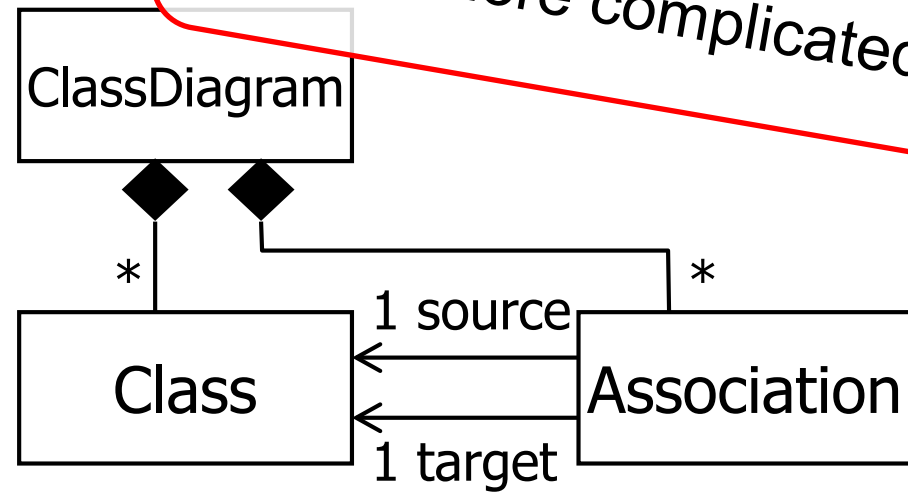 complicated
ClassDiagram
*
*
1 source
Class
Association
1 target